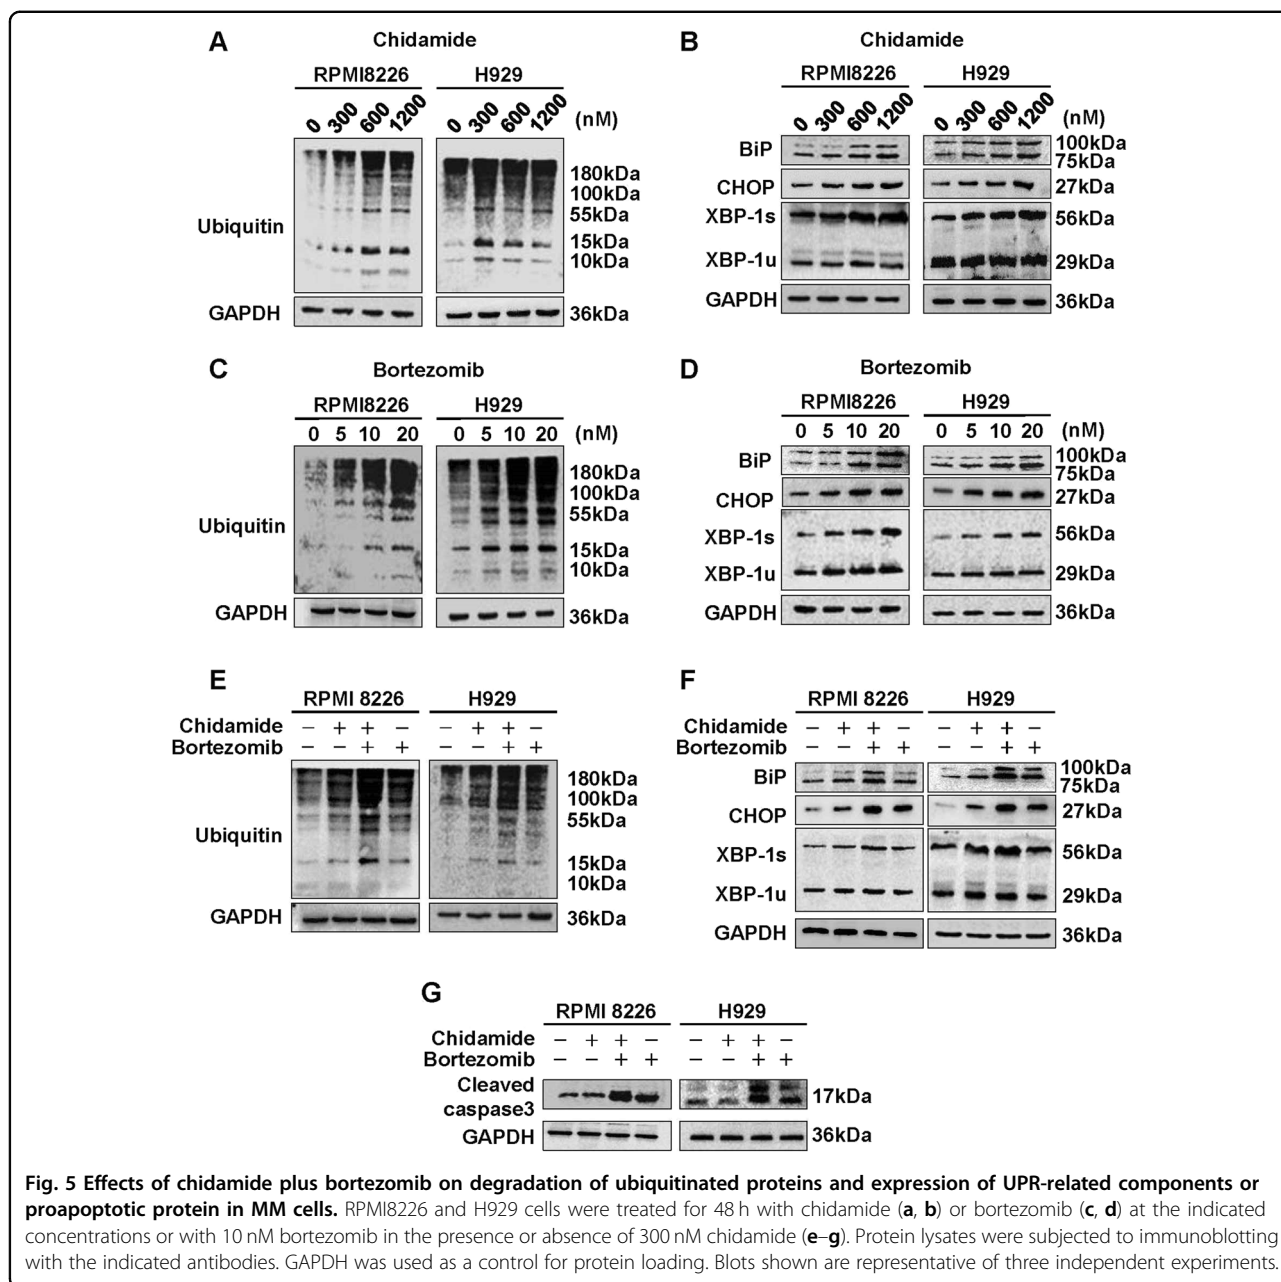 A
Chidamide
RPMI8226 H929
0 300 600 1200 0 300 600 1200 (nM)
180kDa
100kDa
55kDa
Ubiquitin
15kDa
10kDa
GAPDH 36kDa
B
Chidamide
RPMI8226 H929
0 300 600 1200 0 300 600 1200 (nM)
BiP 100kDa
75kDa
CHOP 27kDa
XBP-1s 56kDa
XBP-1u 29kDa
GAPDH 36kDa
C
Bortezomib
RPMI8226 H929
0 5 10 20 0 5 10 20 (nM)
180kDa
100kDa
55kDa
Ubiquitin
15kDa
10kDa
GAPDH 36kDa
D
Bortezomib
RPMI8226 H929
0 5 10 20 0 5 10 20 (nM)
BiP 100kDa
75kDa
CHOP 27kDa
XBP-1s 56kDa
XBP-1u 29kDa
GAPDH 36kDa
E
RPMI 8226 H929
Chidamide − + + − − + + −
Bortezomib − − + + − − + +
180kDa
100kDa
55kDa
Ubiquitin
15kDa
10kDa
GAPDH 36kDa
F
RPMI 8226 H929
Chidamide − + + − − + + −
Bortezomib − − + + − − + +
BiP 100kDa
75kDa
CHOP 27kDa
XBP-1s 56kDa
XBP-1u 29kDa
GAPDH 36kDa
G
RPMI 8226 H929
Chidamide − + + − − + + −
Bortezomib − − + + − − + +
Cleaved
caspase3 17kDa
GAPDH 36kDa
Fig. 5 Effects of chidamide plus bortezomib on degradation of ubiquitinated proteins and expression of UPR-related components or
proapoptotic protein in MM cells. RPMI8226 and H929 cells were treated for 48 h with chidamide (a, b) or bortezomib (c, d) at the indicated
concentrations or with 10 nM bortezomib in the presence or absence of 300 nM chidamide (e–g). Protein lysates were subjected to immunoblotting
with the indicated antibodies. GAPDH was used as a control for protein loading. Blots shown are representative of three independent experiments.